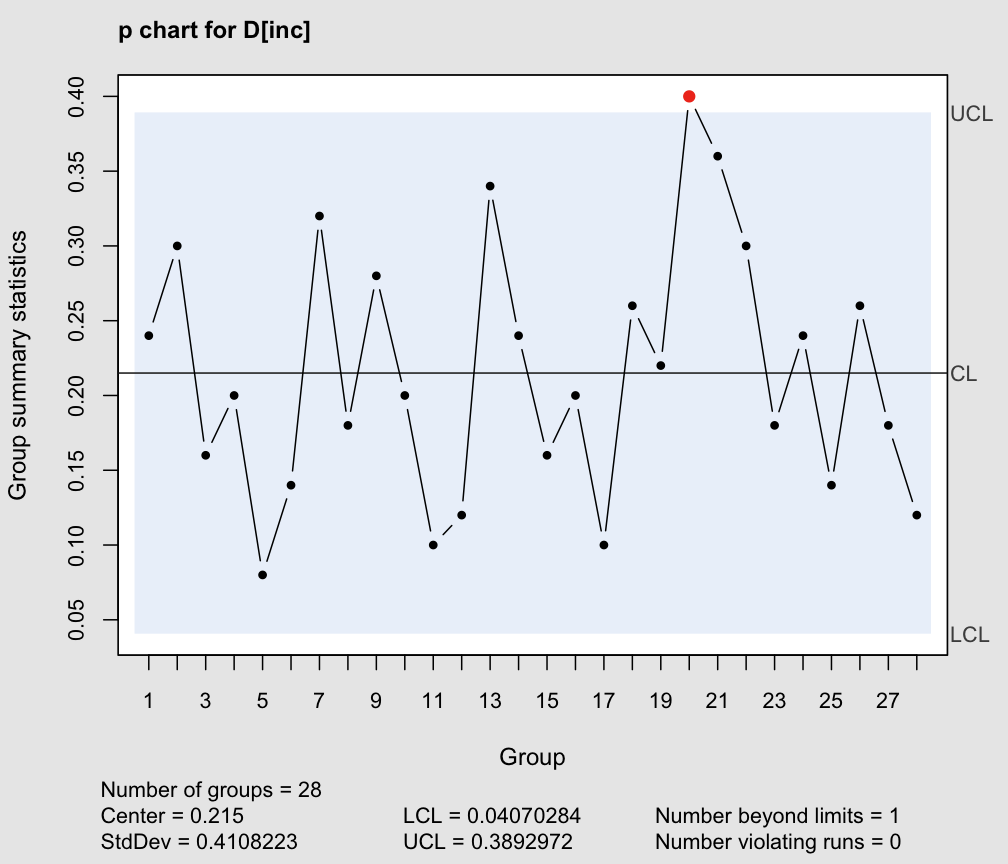 p chart for D[inc]
0.40
0.35
0.30
0.25
0.20
0.15
0.10
0.05
Group summary statistics
UCL
CL
LCL
1 3 5 7 9 11 13 15 17 19 21 23 25 27
Group
Number of groups = 28
Center = 0.215 LCL = 0.04070284 Number beyond limits = 1
StdDev = 0.4108223 UCL = 0.3892972 Number violating runs = 0